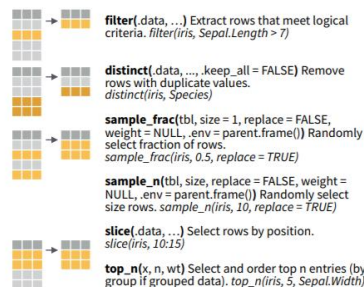 filter(.data, …) Extract rows that meet logical
criteria. filter(iris, Sepal.Length > 7)
distinct(.data, ..., .keep_all = FALSE) Remove
rows with duplicate values.
distinct(iris, Species)
sample_frac(tbl, size = 1, replace = FALSE,
weight = NULL, .env = parent.frame()) Randomly
select fraction of rows.
sample_frac(iris, 0.5, replace = TRUE)
sample_n(tbl, size, replace = FALSE, weight =
NULL, .env = parent.frame()) Randomly select
size rows. sample_n(iris, 10, replace = TRUE)
slice(.data, …) Select rows by position.
slice(iris, 10:15)
top_n(x, n, wt) Select and order top n entries (by
group if grouped data). top_n(iris, 5, Sepal.Width)